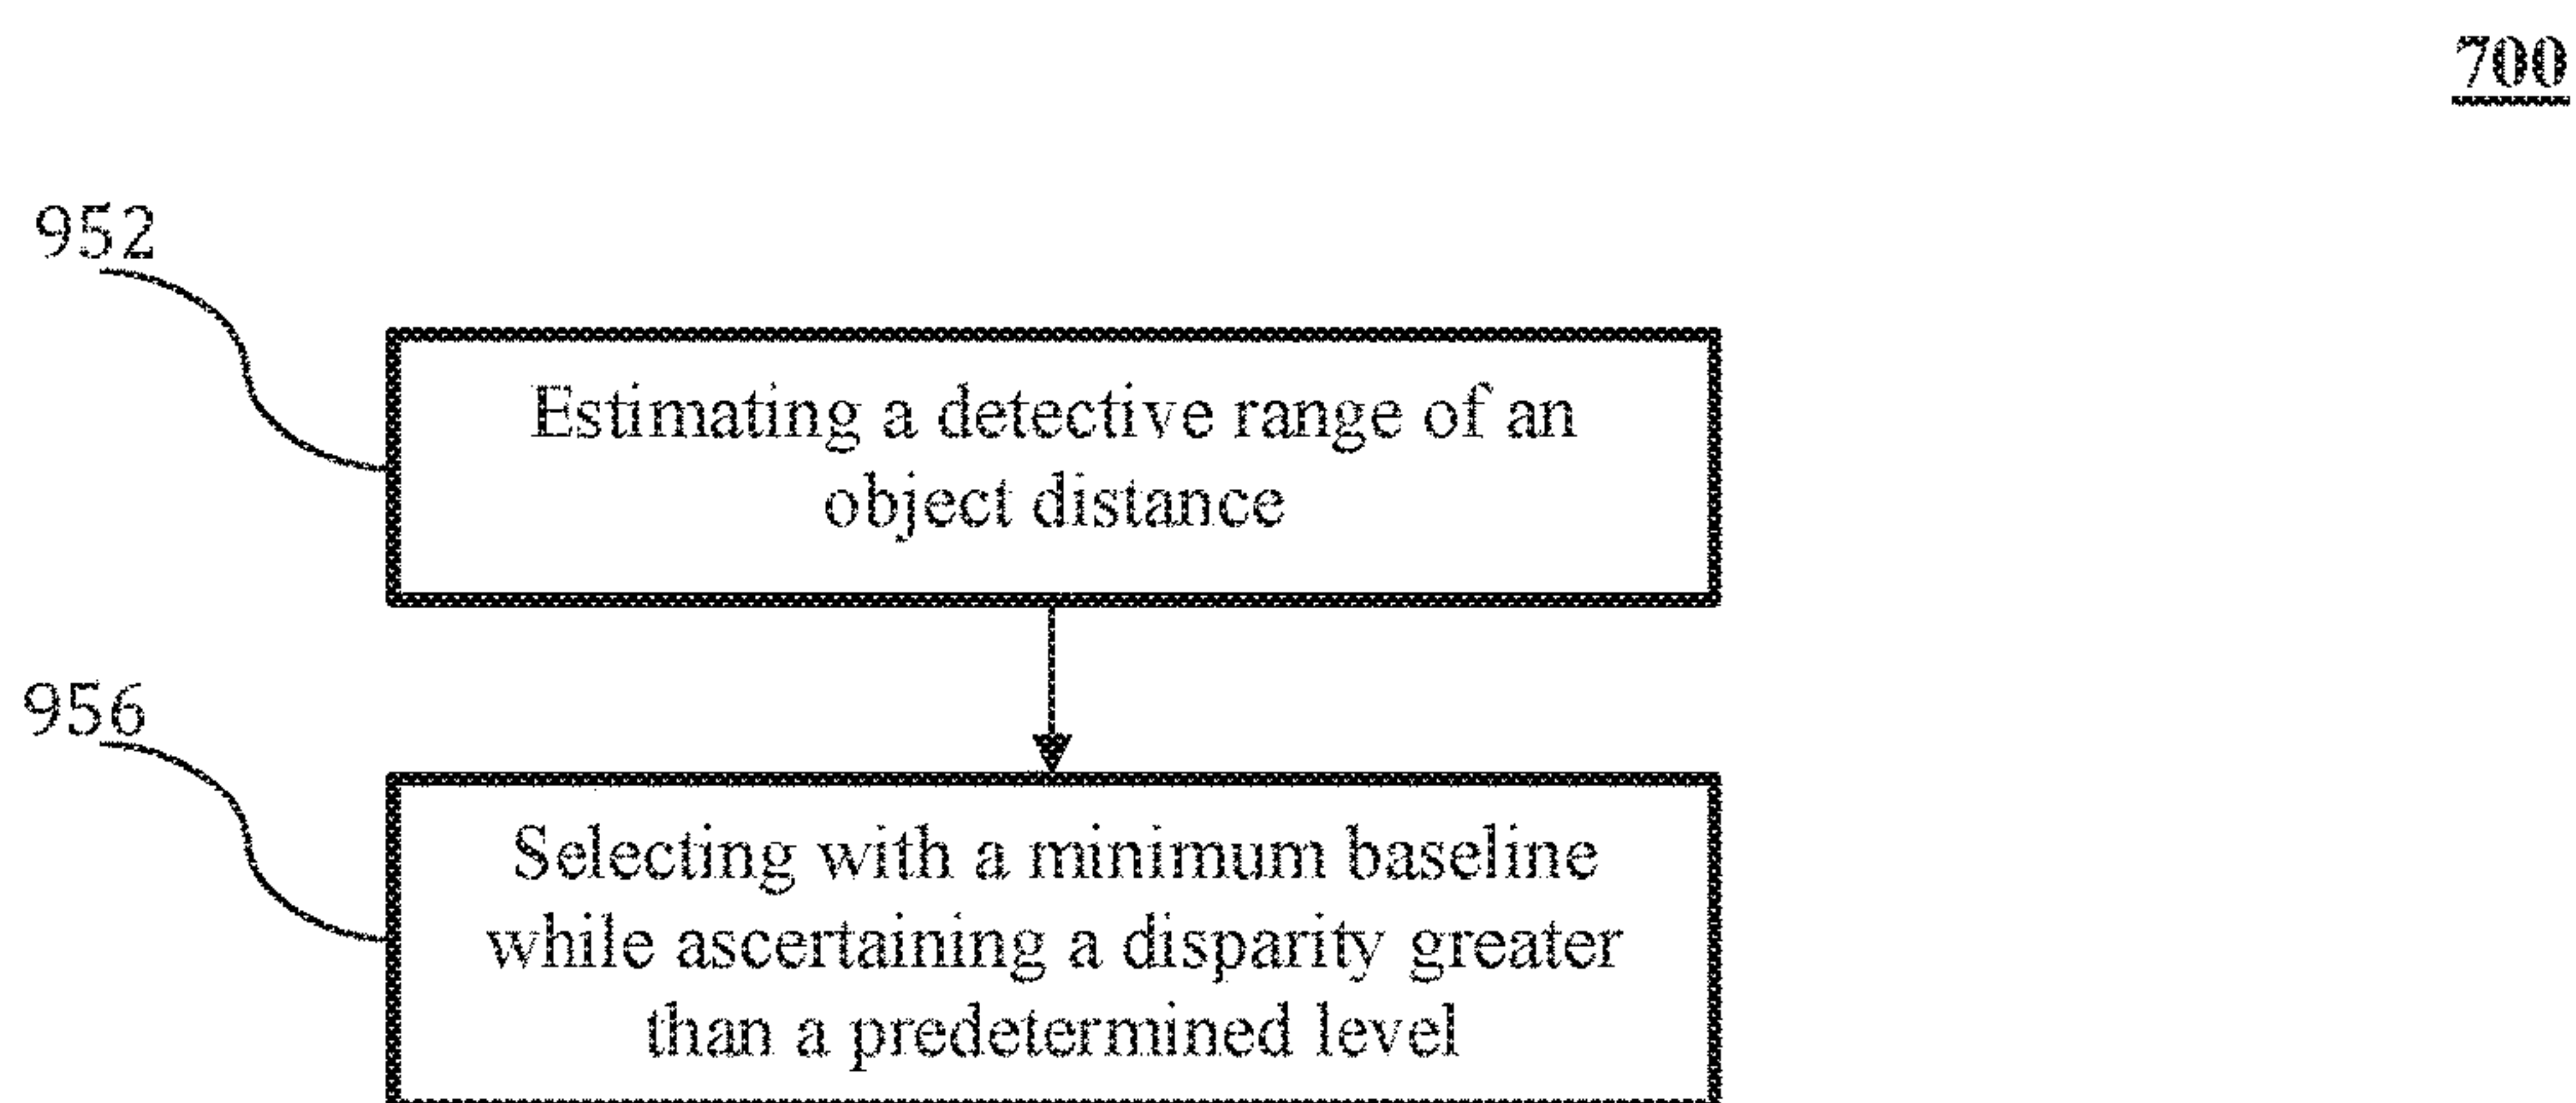 700
952
Estimating a detective range of an
object distance
956
Selecting with a minimum baseline
while ascertaining a disparity greater
than a predetermined level